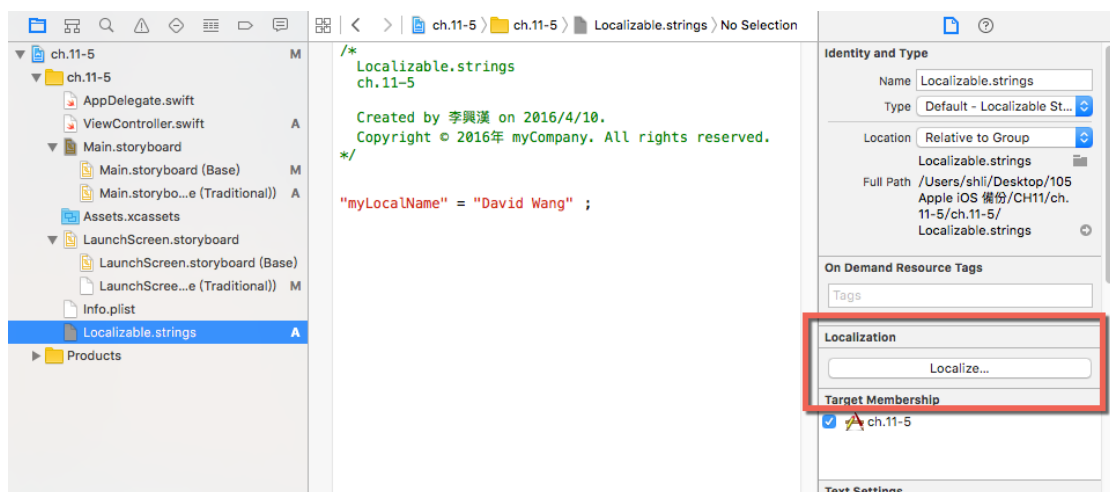 ch.11-5 〉 ch.11-5 〉 Localizable.strings 〉 No Selection
ch.11-5 M
ch.11-5
AppDelegate.swift
ViewController.swift A
Main.storyboard
Main.storyboard (Base) M
Main.storybo...e (Traditional)) A
Assets.xcassets
LaunchScreen.storyboard
LaunchScreen.storyboard (Base)
LaunchScree...e (Traditional)) M
Info.plist
Localizable.strings A
Products
/*
Localizable.strings
ch.11-5
Created by 李興漢 on 2016/4/10.
Copyright © 2016年 myCompany. All rights reserved.
*/
"myLocalName" = "David Wang" ;
Identity and Type
Name Localizable.strings
Type Default - Localizable St...
Location Relative to Group
Localizable.strings
Full Path /Users/shli/Desktop/105
Apple iOS 備份/CH11/ch.
11-5/ch.11-5/
Localizable.strings
On Demand Resource Tags
Tags
Localization
Localize...
Target Membership
ch.11-5
Text Settings